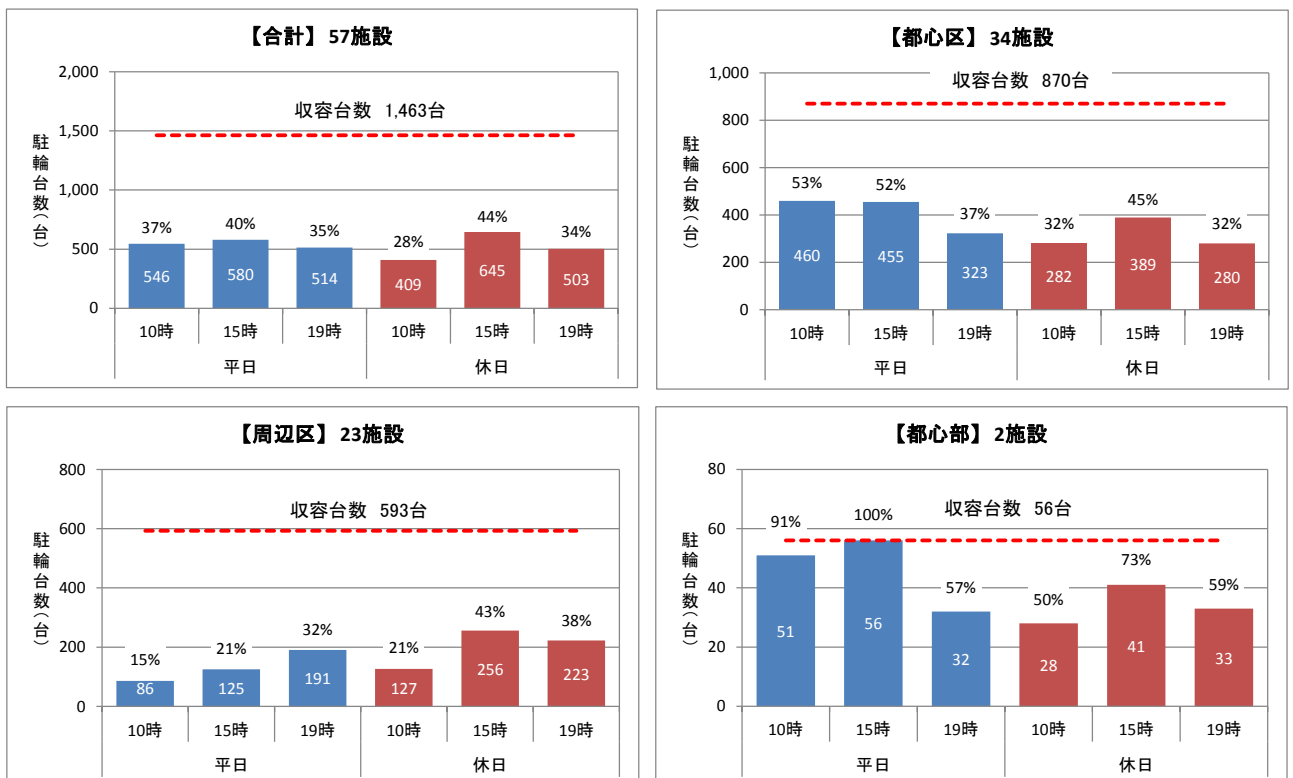 【合計】 57施設
2,000
1,500
1,000
500
0
駐輪台数(台)
収容台数 1,463台
37%
40%
35%
28%
44%
34%
546
580
514
409
645
503
10時
15時
19時
10時
15時
19時
平日
休日
【都心区】 34施設
1,000
800
600
400
200
0
駐輪台数(台)
収容台数 870台
53%
52%
37%
32%
45%
32%
460
455
323
282
389
280
10時
15時
19時
10時
15時
19時
平日
休日
【周辺区】 23施設
800
600
400
200
0
駐輪台数(台)
収容台数 593台
15%
21%
32%
21%
43%
38%
86
125
191
127
256
223
10時
15時
19時
10時
15時
19時
平日
休日
【都心部】 2施設
80
60
40
20
0
駐輪台数(台)
収容台数 56台
91%
100%
57%
50%
73%
59%
51
56
32
28
41
33
10時
15時
19時
10時
15時
19時
平日
休日